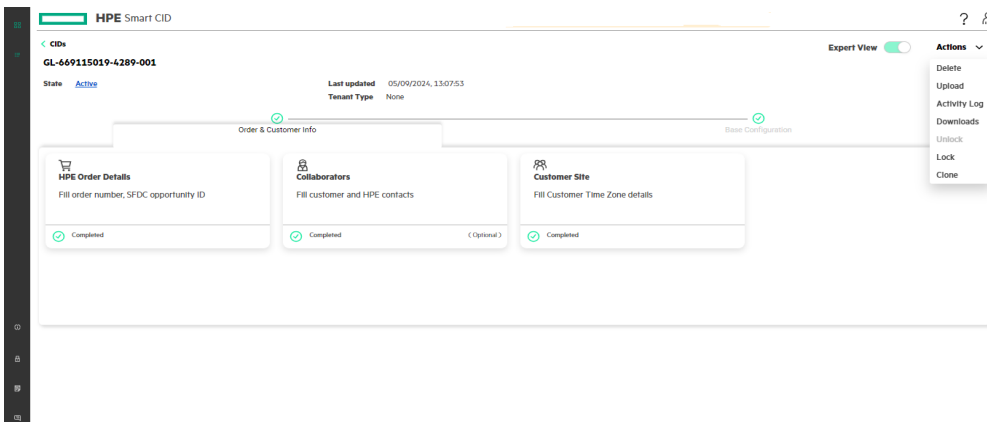 HPE Smart CID
?
< CIDs
Expert View
Actions
GL-669115019-4289-001
State Active
Last updated 05/09/2024, 13:07:53
Tenant Type None
Delete
Upload
Activity Log
Downloads
Unlock
Lock
Clone
Order & Customer Info
Base Configuration
HPE Order Details
Fill order number, SFDC opportunity ID
Completed
Collaborators
Fill customer and HPE contacts
Completed (Optional)
Customer Site
Fill Customer Time Zone details
Completed